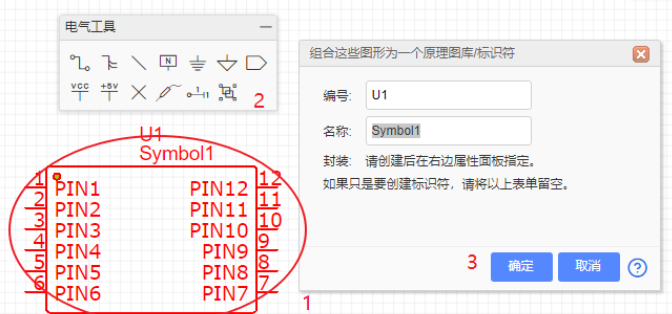 电气工具
N
VCC
+5V
1
2
组合这些图形为一个原理图库/标识符
编号: U1
名称: Symbol1
封装: 请创建后在右边属性面板指定。
如果只是要创建标识符，请将以上表单留空。
3
确定
取消
?
U1
Symbol1
1 PIN1 PIN12 12
2 PIN2 PIN11 11
3 PIN3 PIN10 10
4 PIN4 PIN9 9
5 PIN5 PIN8 8
6 PIN6 PIN7 7
1